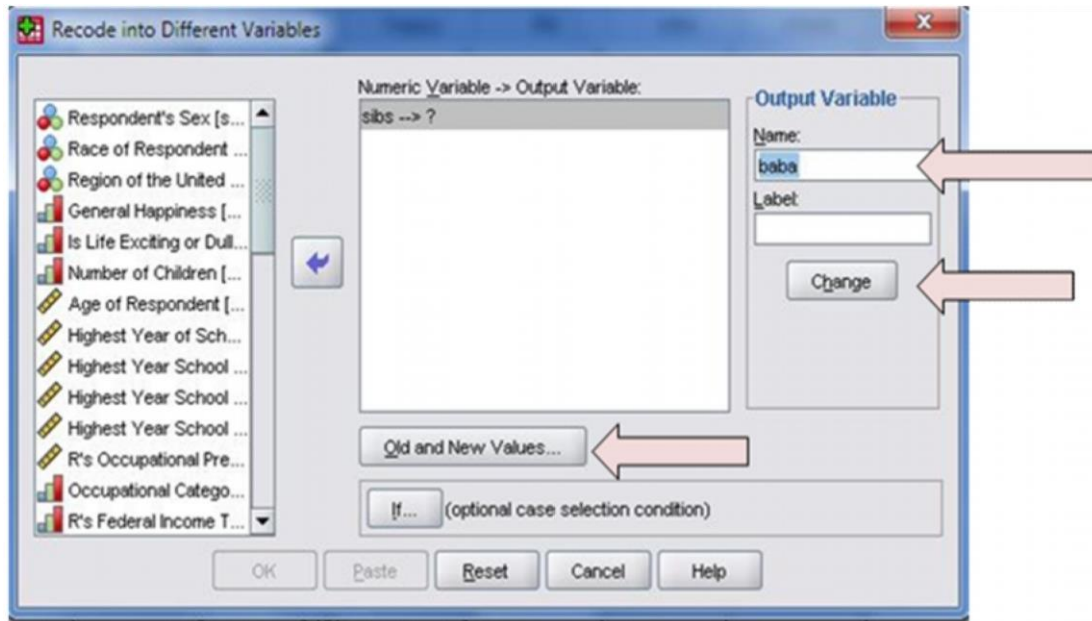 Recode into Different Variables
Respondent's Sex [s...
Race of Respondent ...
Region of the United ...
General Happiness [...
Is Life Exciting or Dull...
Number of Children [...
Age of Respondent [...
Highest Year of Sch...
Highest Year School ...
Highest Year School ...
Highest Year School ...
R's Occupational Pre...
Occupational Catego...
R's Federal Income T...
Numeric Variable -> Output Variable:
sibs --> ?
Output Variable
Name:
baba
Label:
Change
Old and New Values...
If... (optional case selection condition)
OK Paste Reset Cancel Help